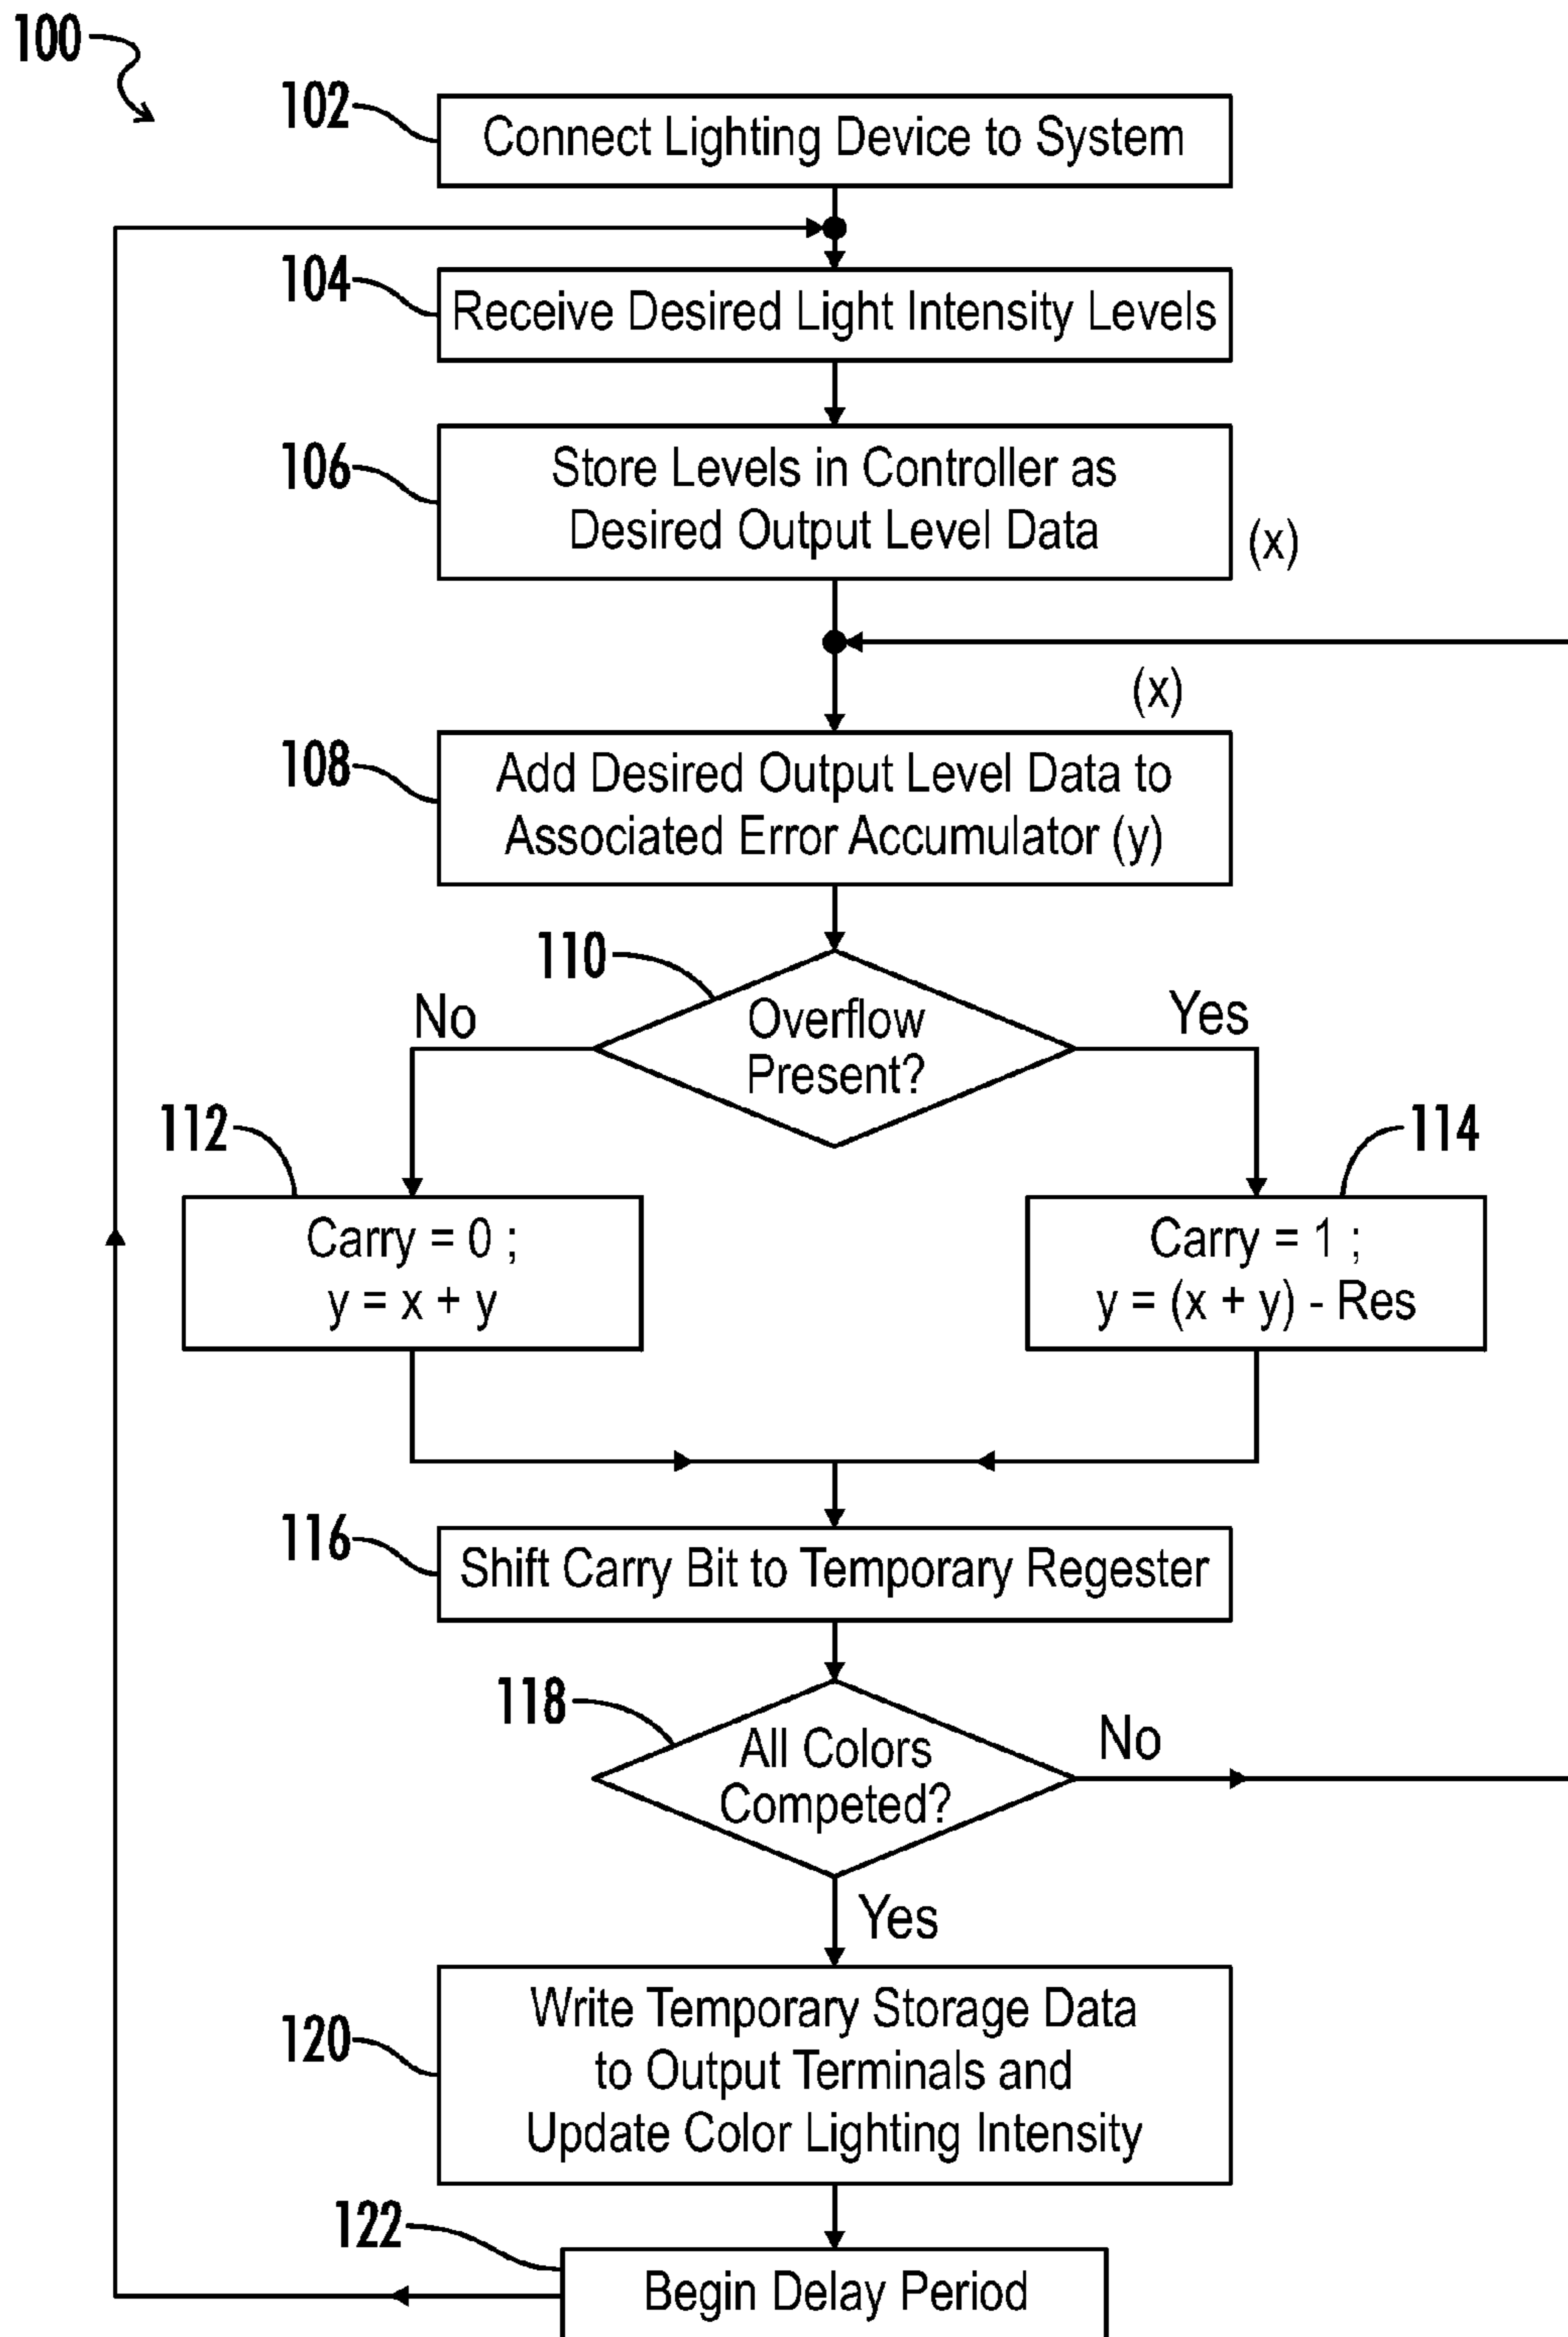 100
102
Connect Lighting Device to System
104
Receive Desired Light Intensity Levels
106
Store Levels in Controller as
Desired Output Level Data
(x)
(x)
108
Add Desired Output Level Data to
Associated Error Accumulator (y)
110
No
Overflow
Present?
Yes
112
114
Carry = 0 ;
y = x + y
Carry = 1 ;
y = (x + y) - Res
116
Shift Carry Bit to Temporary Regester
118
All Colors
Competed?
No
Yes
120
Write Temporary Storage Data
to Output Terminals and
Update Color Lighting Intensity
122
Begin Delay Period